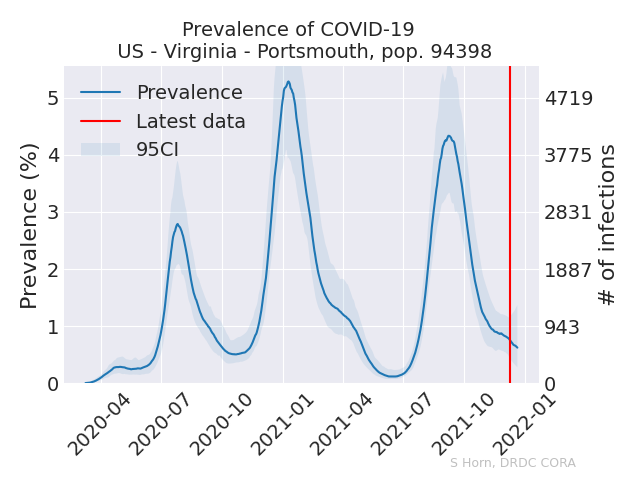 Prevalence of COVID-19
US - Virginia - Portsmouth, pop. 94398
Prevalence
Latest data
95CI
Prevalence (%)
5
4
3
2
1
0
4719
3775
2831
1887
943
0
# of infections
2020-04
2020-07
2020-10
2021-01
2021-04
2021-07
2021-10
2022-01
S Horn, DRDC CORA